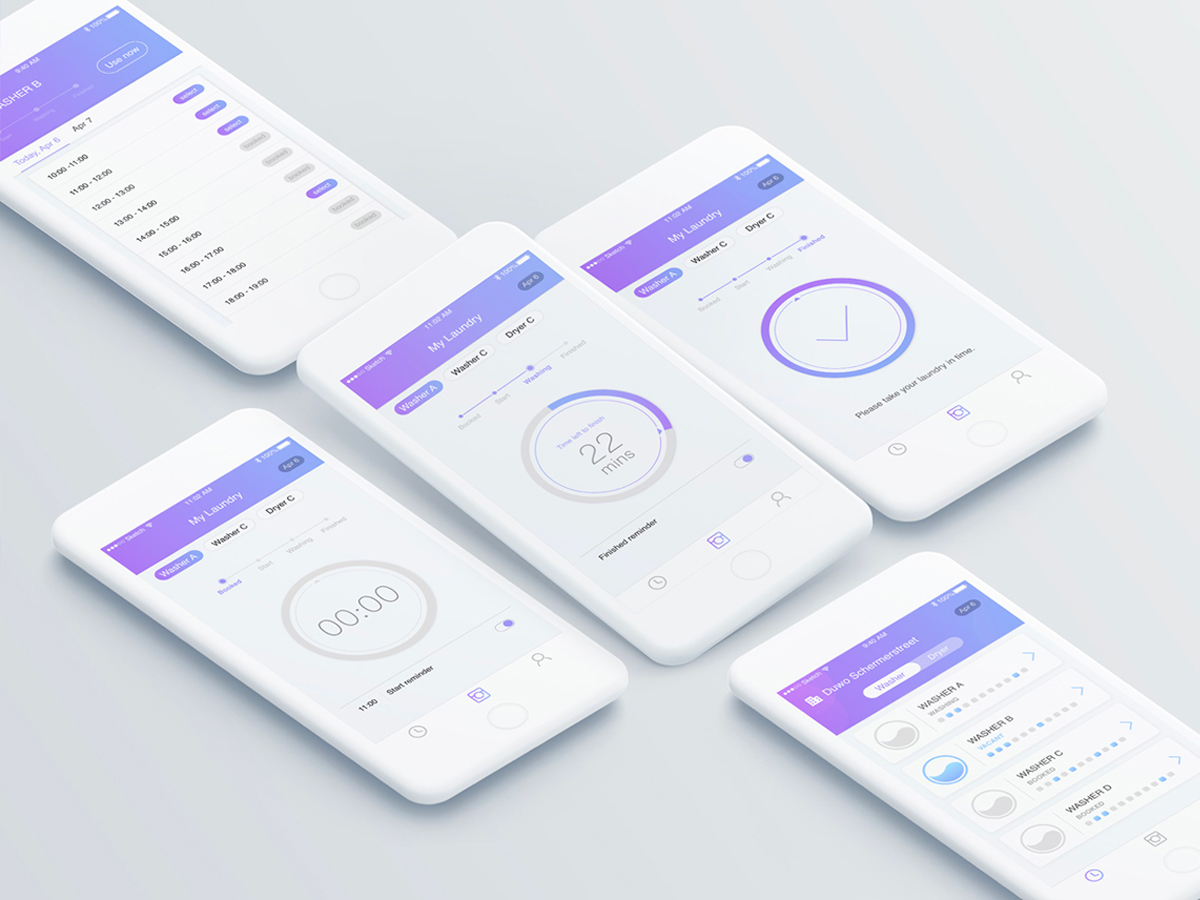 100%
9:40 AM
WASHER B
Use now
Start
Washing
Finished
Today, Apr 6
Apr 7
10:00 -11:00 select
11:00 - 12:00 select
12:00 - 13:00 select
13:00 - 14:00 booked
14:00 - 15:00 booked
15:00 - 16:00 booked
16:00 - 17:00 select
17:00 - 18:00 booked
18:00 - 19:00 booked
Sketch 11:02 AM 100%
My Laundry Apr 6
Washer A Washer C Dryer C
Booked Start Washing Finished
Please take your laundry in time.
Sketch 11:02 AM 100%
My Laundry Apr 6
Washer A Washer C Dryer C
Booked Start Washing Finished
Time left to finish
22
mins
Finished reminder
Sketch 11:02 AM 100%
My Laundry Apr 6
Washer A Washer C Dryer C
Booked Start Washing Finished
00:00
11:00 Start reminder
Sketch 9:40 AM 100%
Duwo Schermerstreet Apr 6
Washer Dryer
WASHER A
WASHING
WASHER B
VACANT
WASHER C
BOOKED
WASHER D
BOOKED